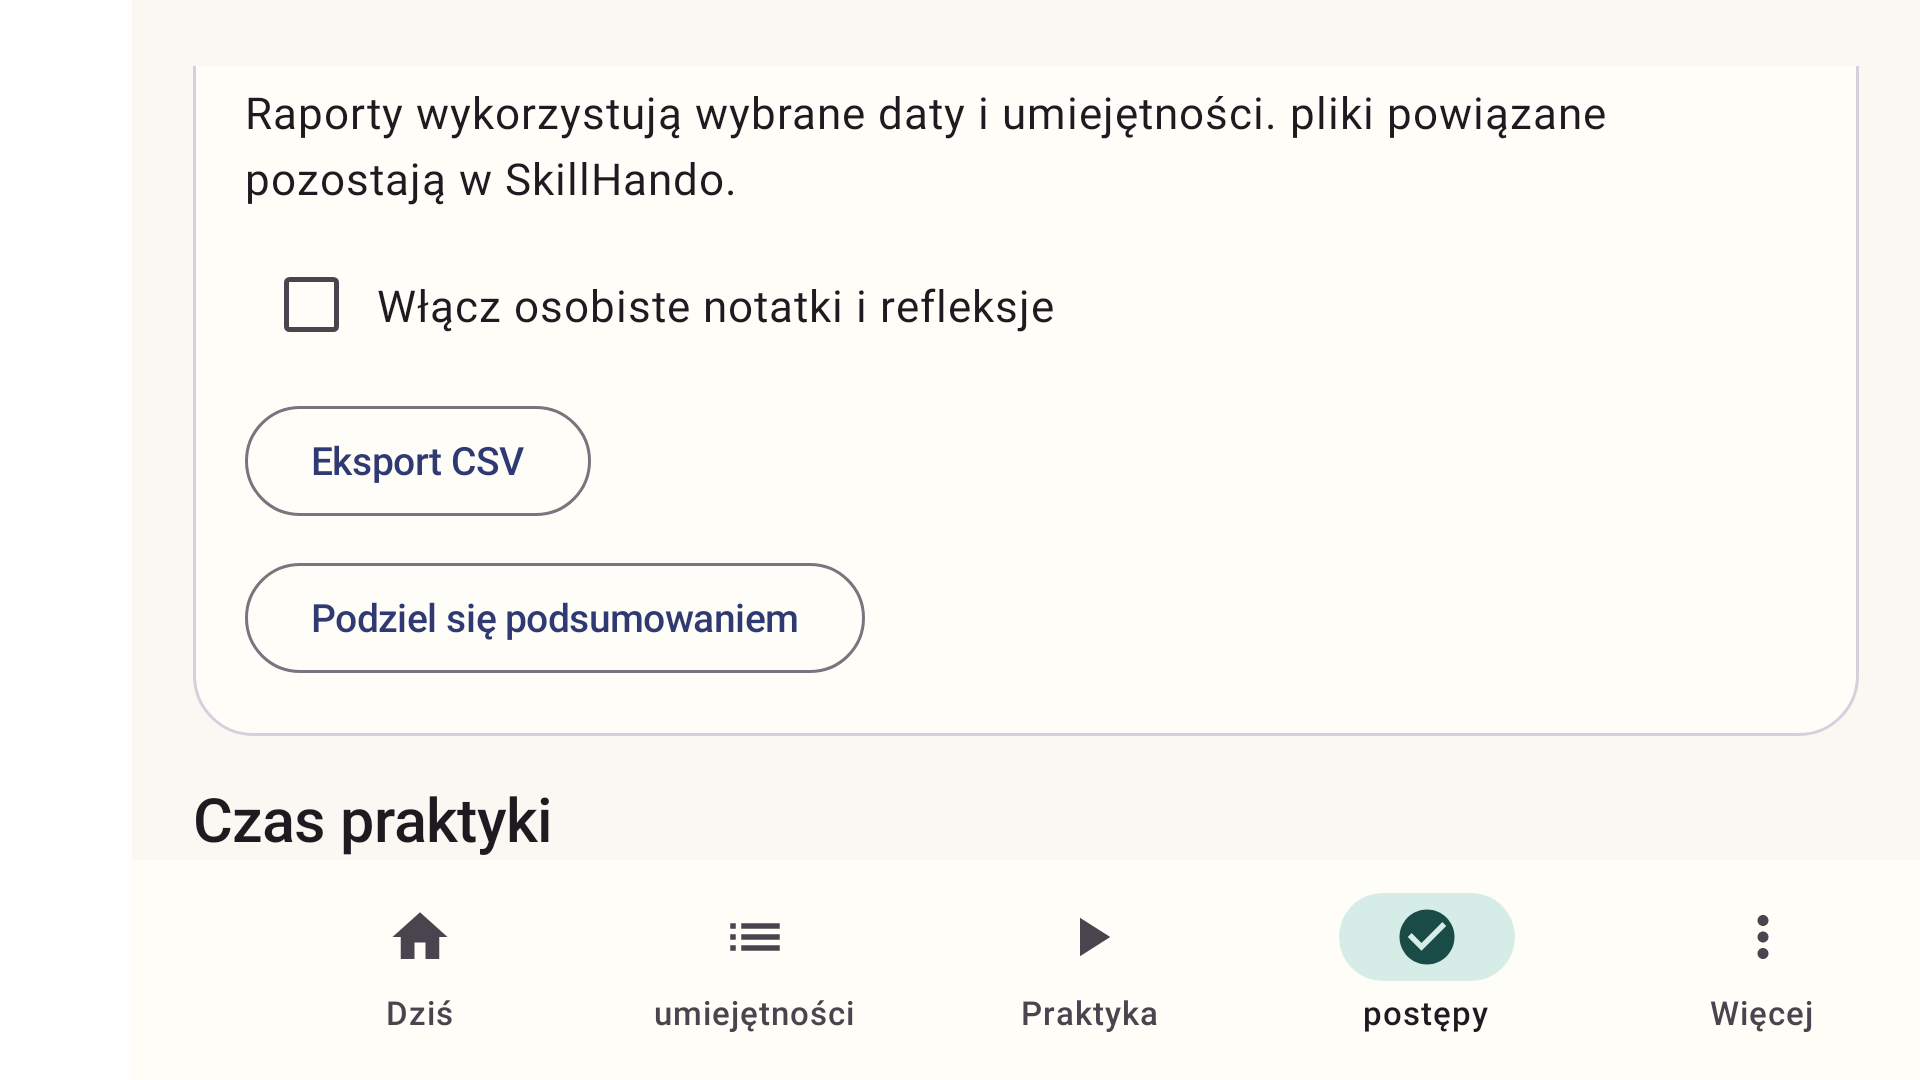 Raporty wykorzystują wybrane daty i umiejętności. pliki powiązane
pozostają w SkillHando.
Włącz osobiste notatki i refleksje
Eksport CSV
Podziel się podsumowaniem
Czas praktyki
Dziś
umiejętności
Praktyka
postępy
Więcej